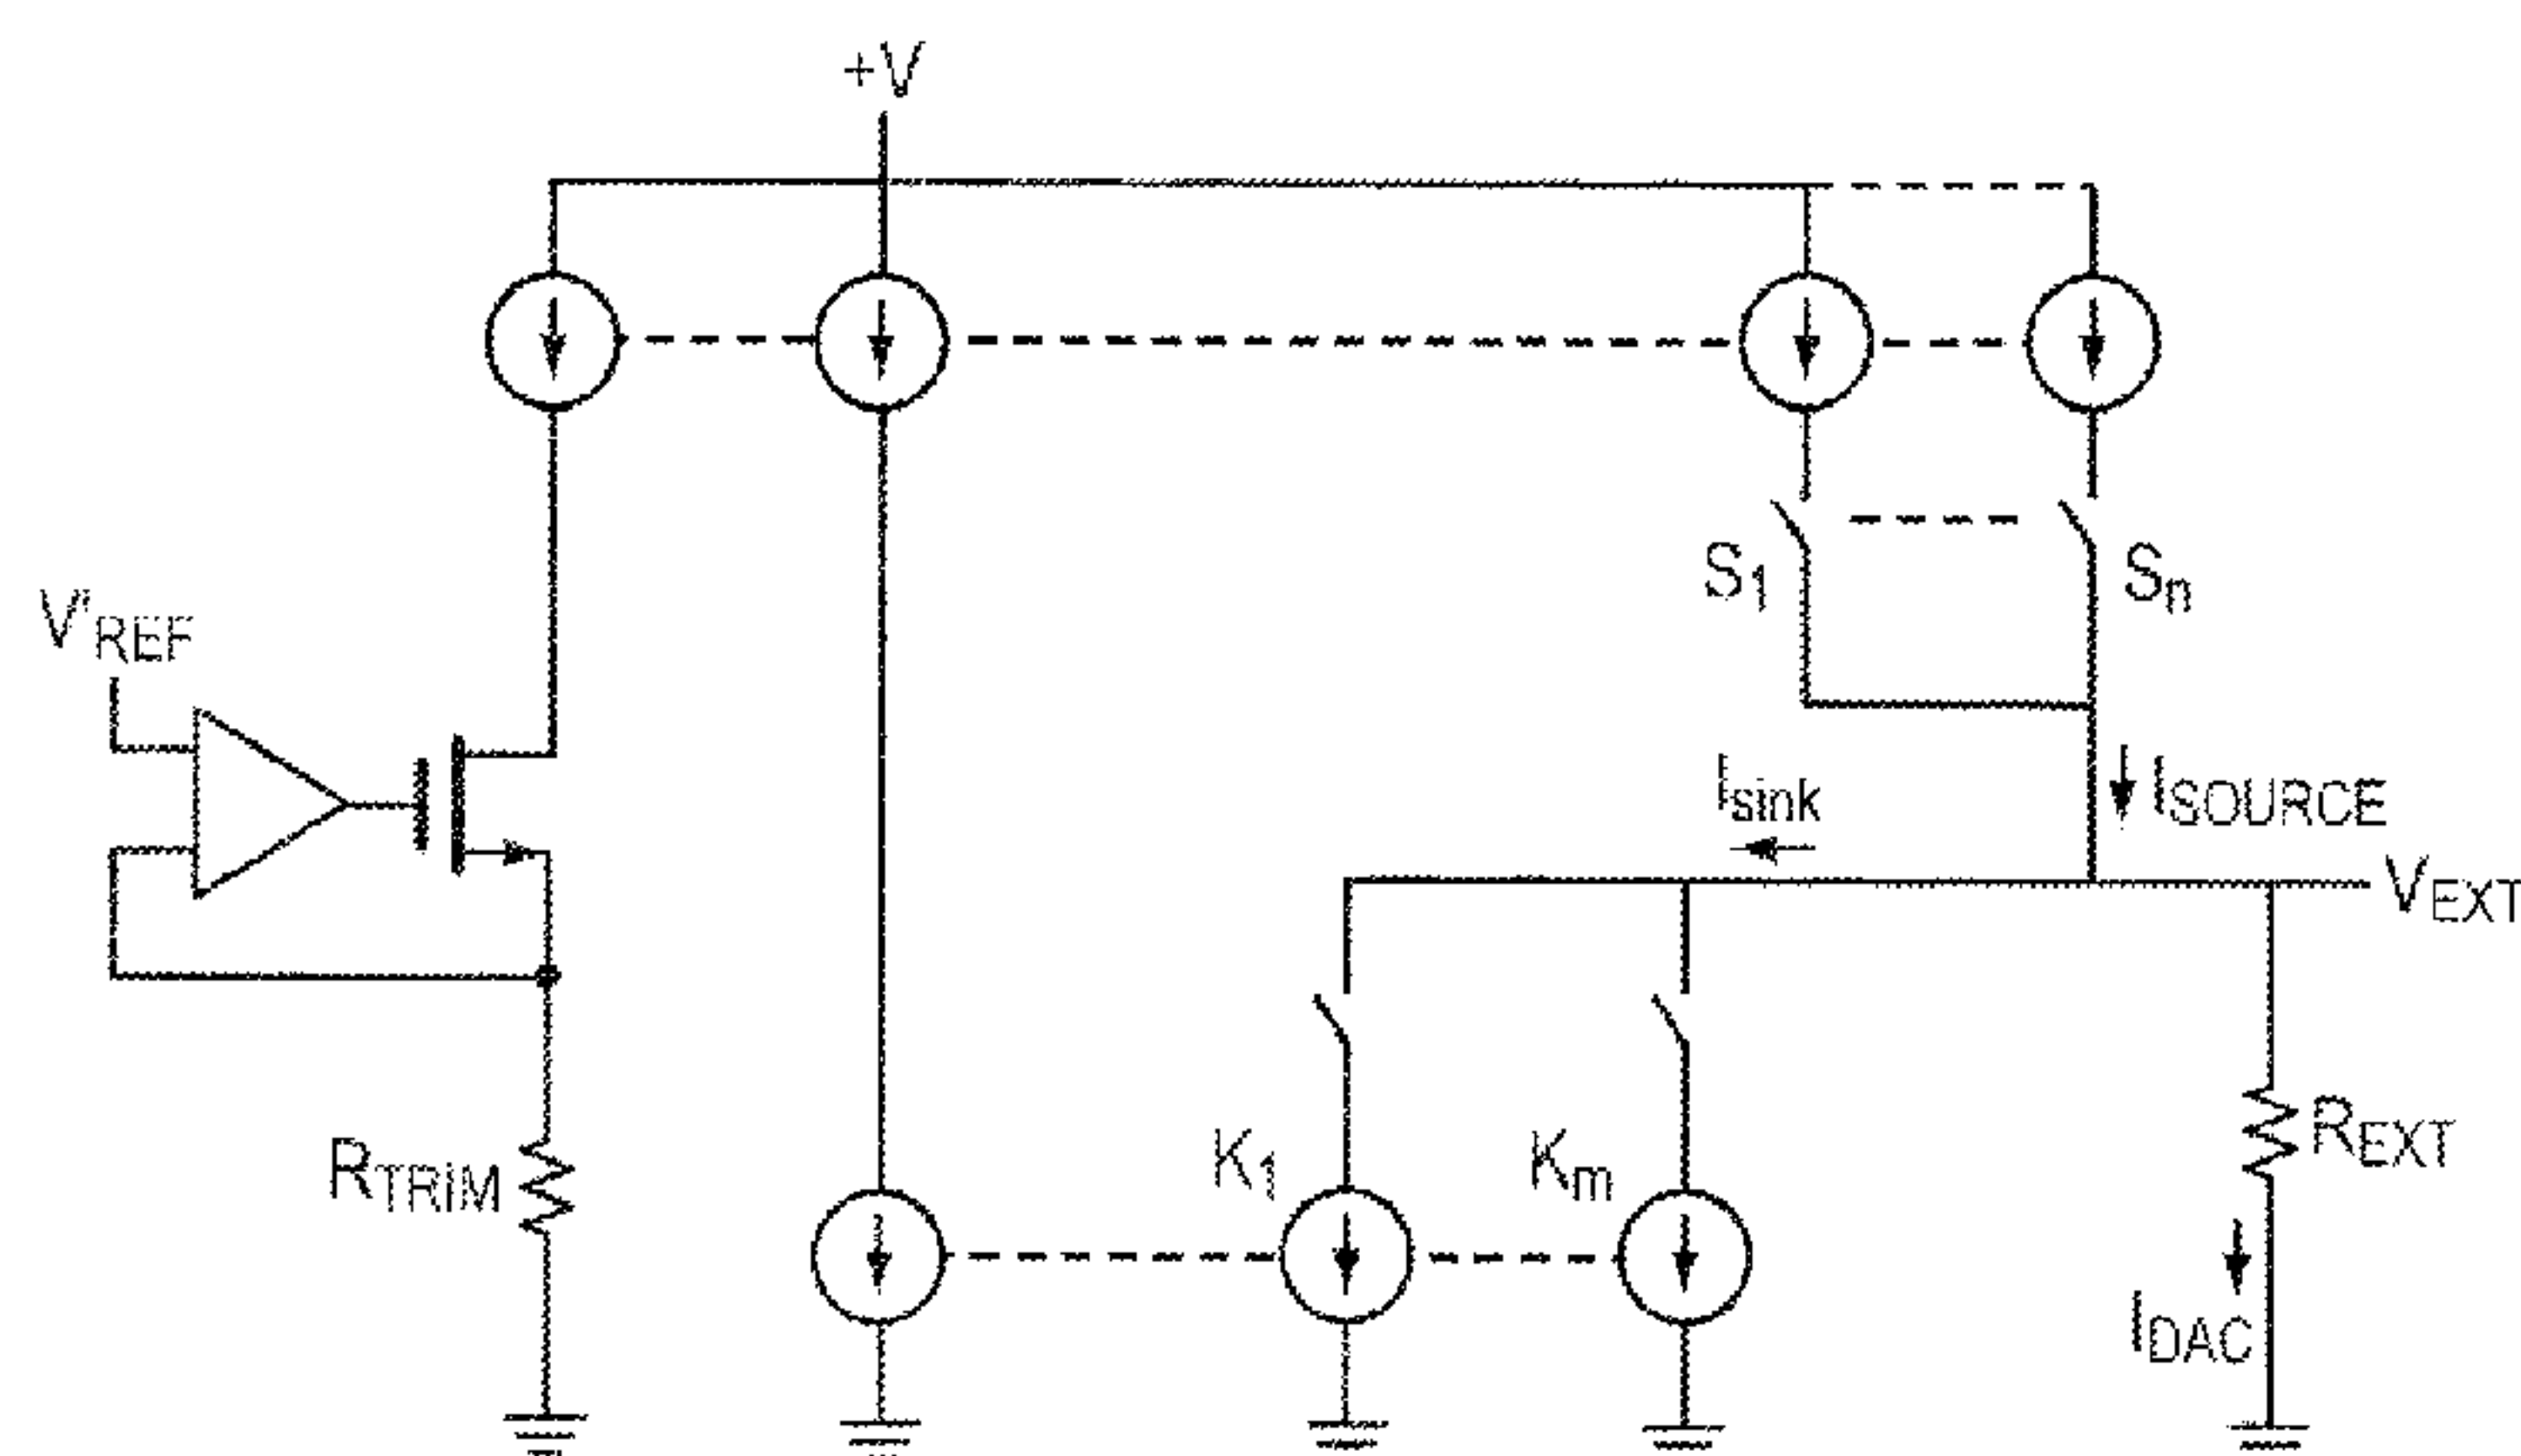 +V
V'REF
S1
Sn
Isink
ISOURCE
VEXT
RTRIM
K1
Km
REXT
IDAC